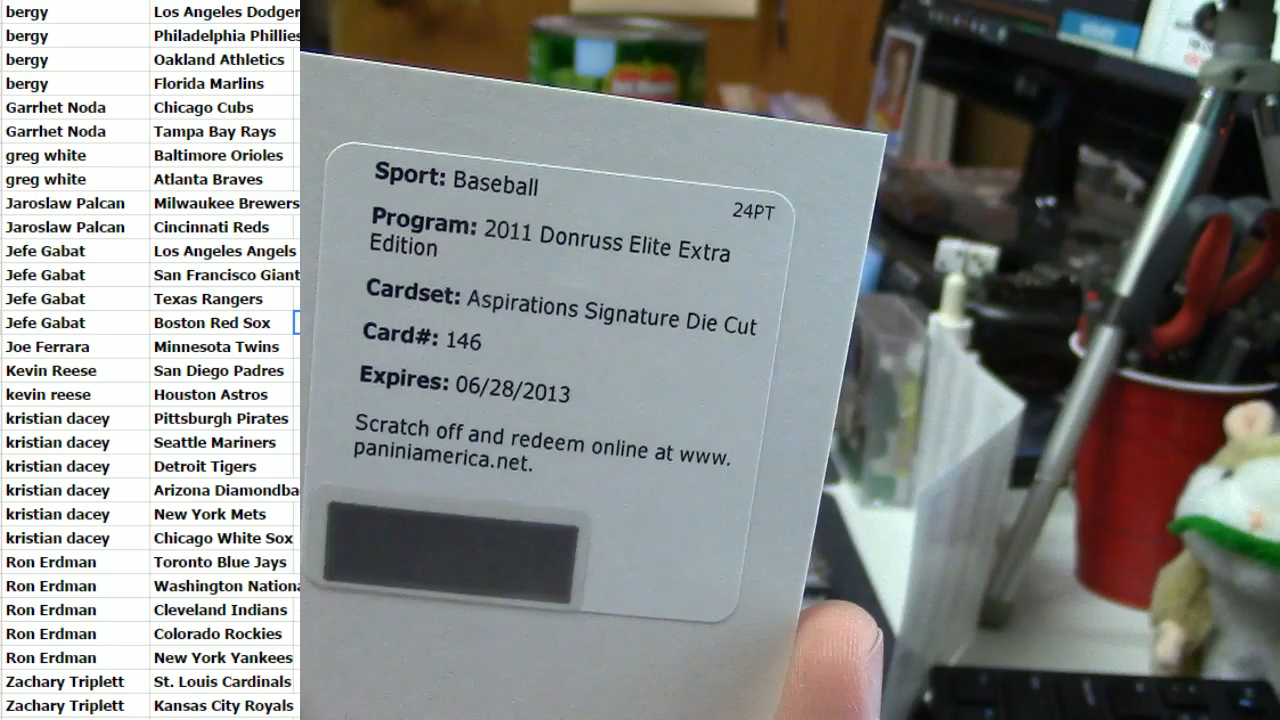 bergy Los Angeles Dodger
bergy Philadelphia Phillies
bergy Oakland Athletics
bergy Florida Marlins
Garrhet Noda Chicago Cubs
Garrhet Noda Tampa Bay Rays
greg white Baltimore Orioles
greg white Atlanta Braves
Jaroslaw Palcan Milwaukee Brewers
Jaroslaw Palcan Cincinnati Reds
Jefe Gabat Los Angeles Angels
Jefe Gabat San Francisco Giant
Jefe Gabat Texas Rangers
Jefe Gabat Boston Red Sox
Joe Ferrara Minnesota Twins
Kevin Reese San Diego Padres
kevin reese Houston Astros
kristian dacey Pittsburgh Pirates
kristian dacey Seattle Mariners
kristian dacey Detroit Tigers
kristian dacey Arizona Diamondba
kristian dacey New York Mets
kristian dacey Chicago White Sox
Ron Erdman Toronto Blue Jays
Ron Erdman Washington Nationa
Ron Erdman Cleveland Indians
Ron Erdman Colorado Rockies
Ron Erdman New York Yankees
Zachary Triplett St. Louis Cardinals
Zachary Triplett Kansas City Royals
Sport: Baseball
24PT
Program: 2011 Donruss Elite Extra
Edition
Cardset: Aspirations Signature Die Cut
Card#: 146
Expires: 06/28/2013
Scratch off and redeem online at www.
paniniamerica.net.